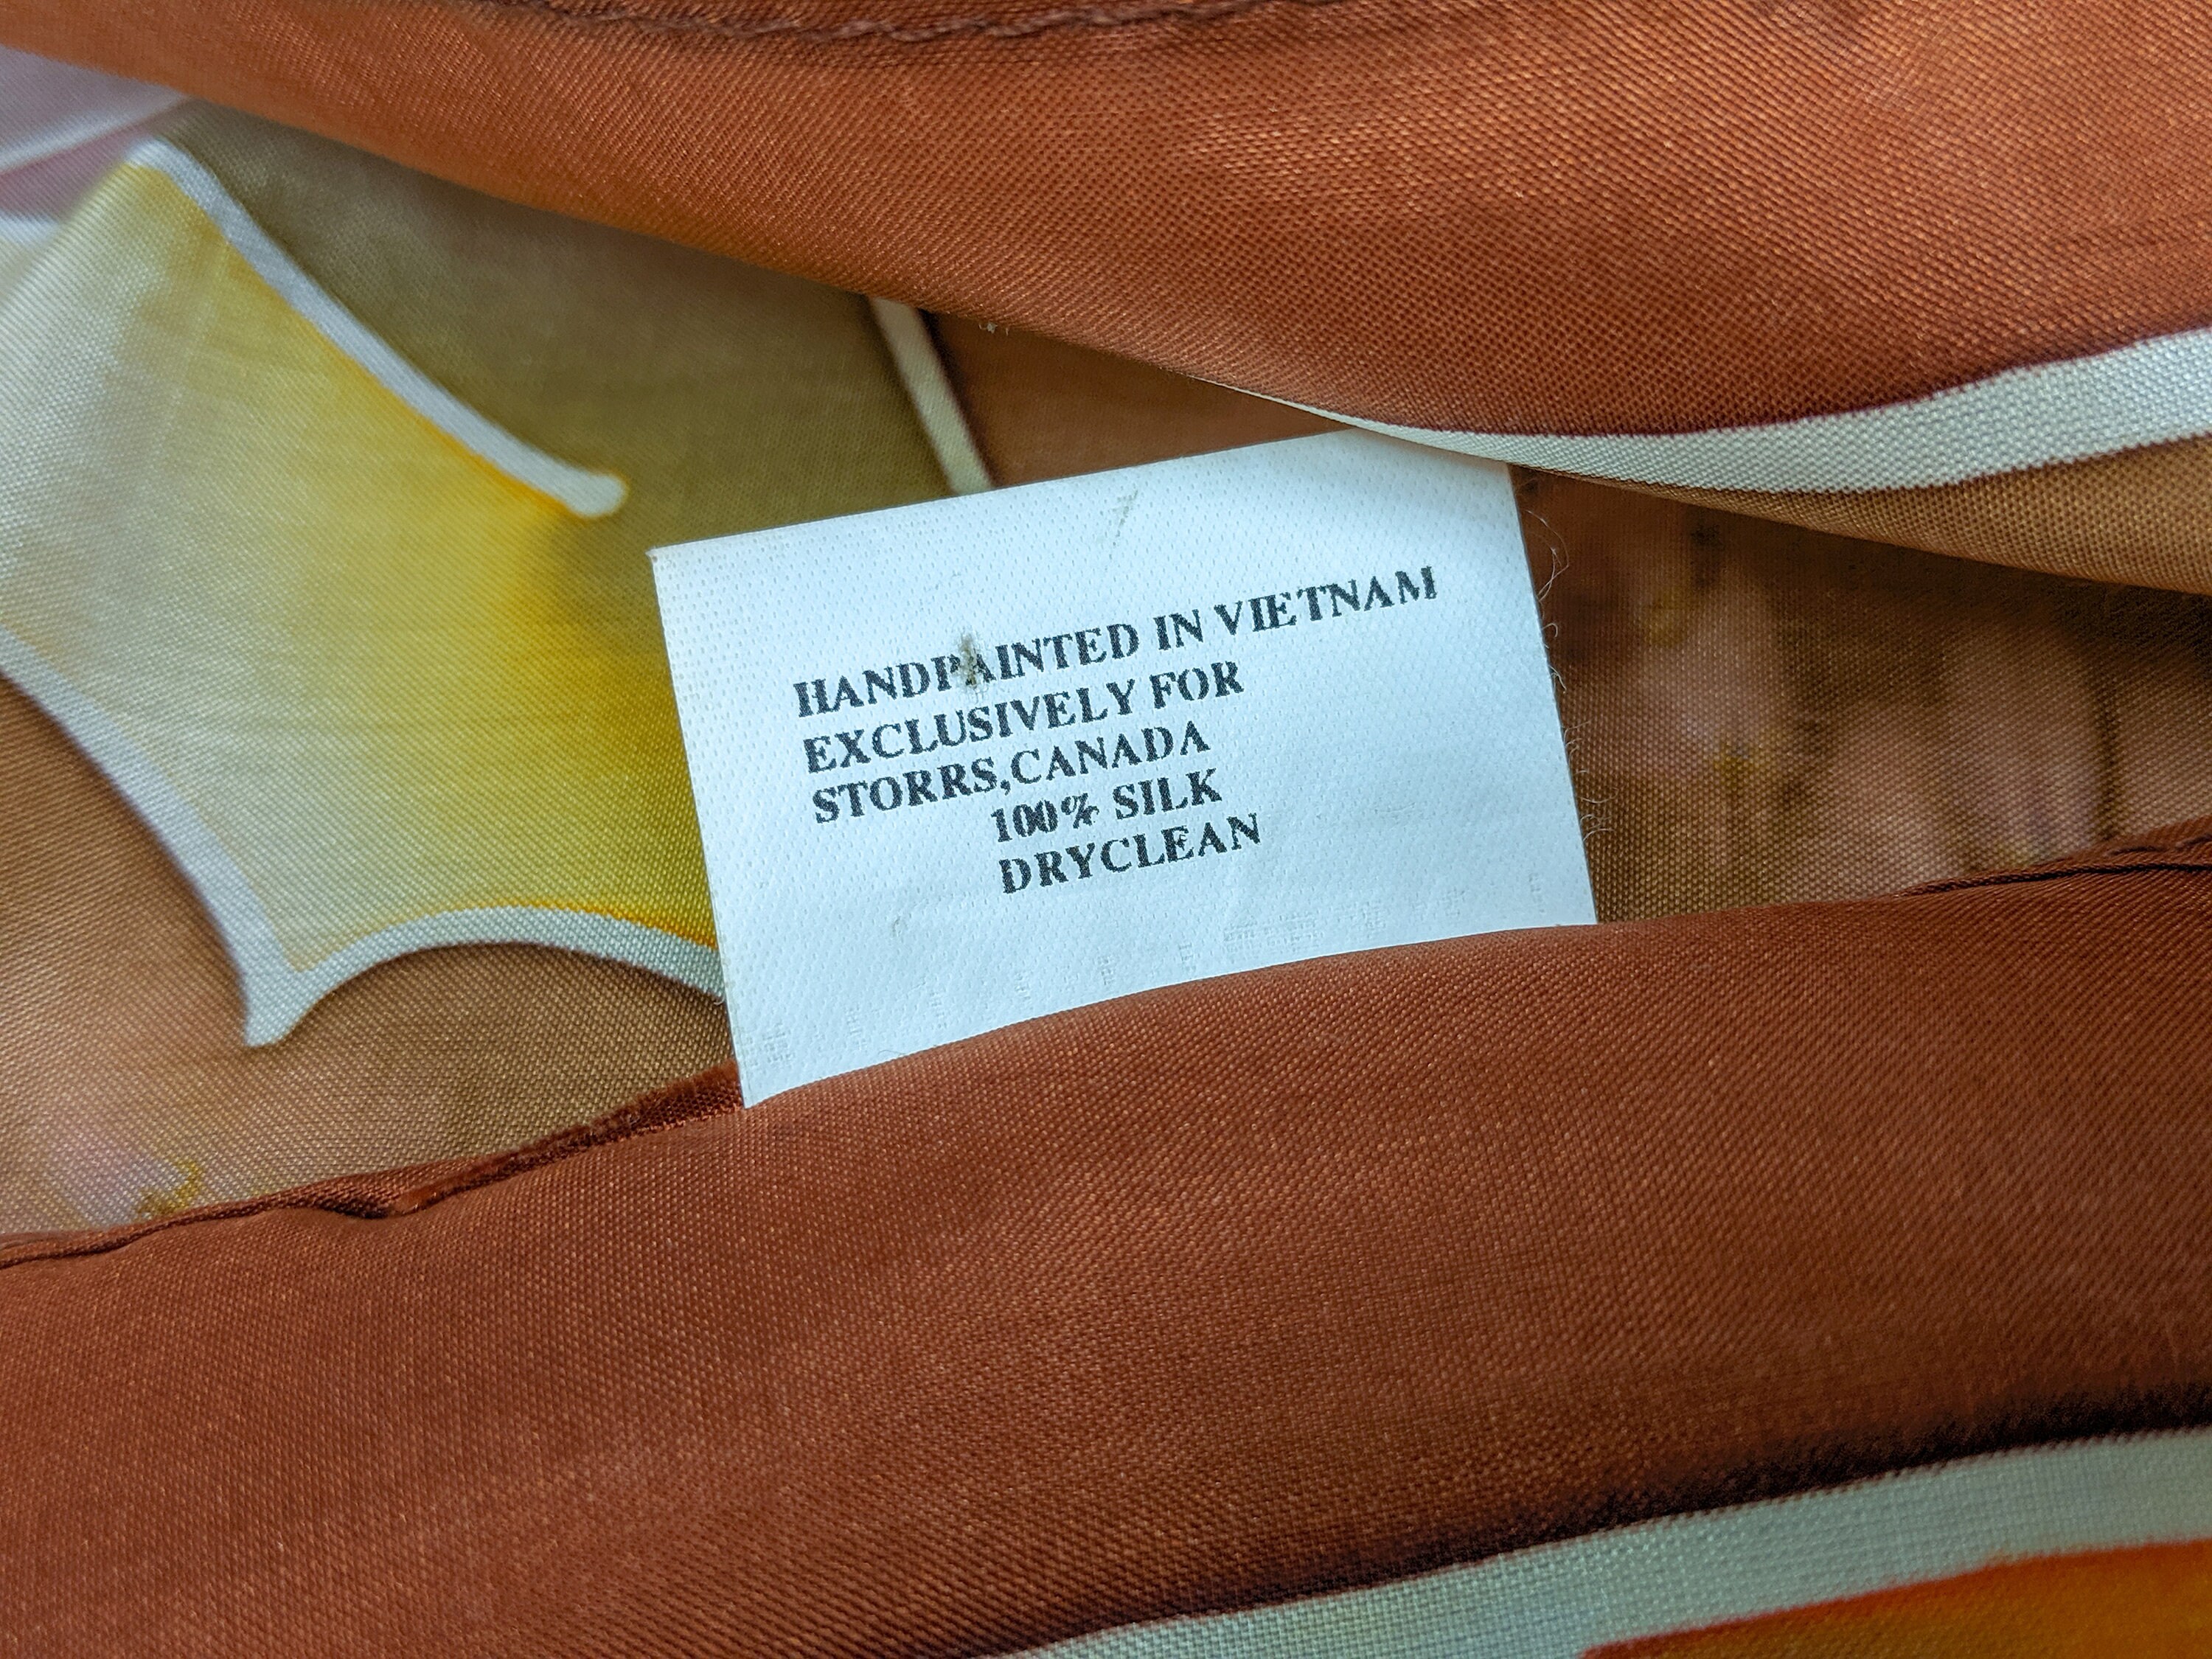 HANDPAINTED IN VIETNAM
EXCLUSIVELY FOR
STORRS,CANADA
100% SILK
DRYCLEAN